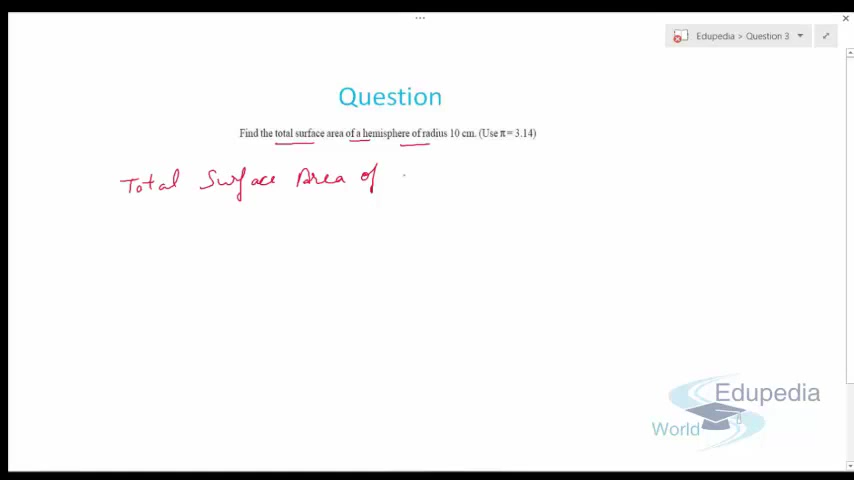 Edupedia > Question 3
Question
Find the total surface area of a hemisphere of radius 10 cm. (Use π = 3.14)
Total Surface Area of
Edupedia
World